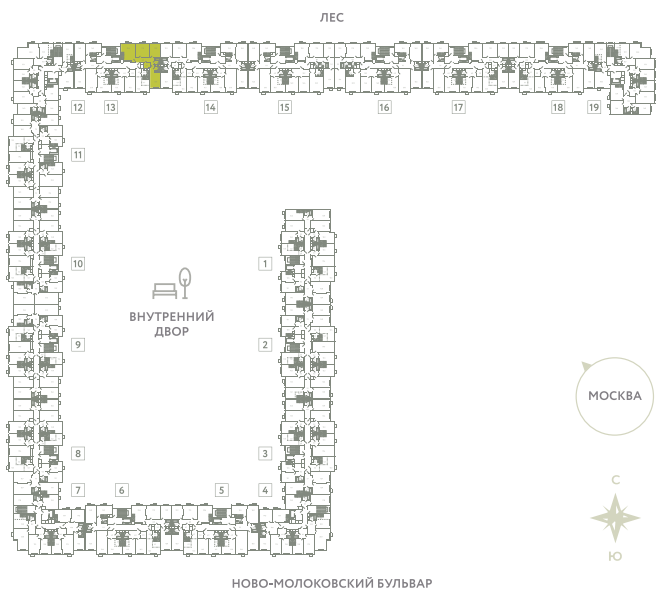 ЛЕС
12 13 14 15 16 17 18 19
11
10 1
ВНУТРЕННИЙ
ДВОР
9 2
МОСКВА
8 3
7 6 5 4
С
Ю
НОВО-МОЛОКОВСКИЙ БУЛЬВАР